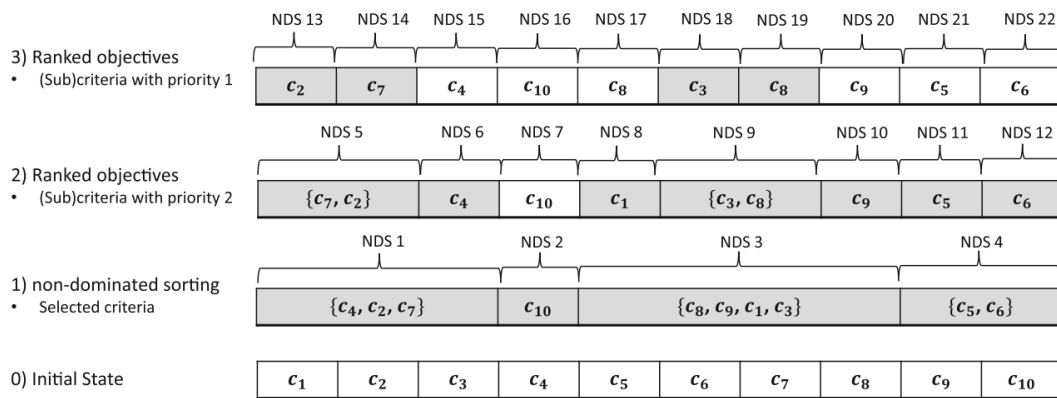 NDS 13 NDS 14 NDS 15 NDS 16 NDS 17 NDS 18 NDS 19 NDS 20 NDS 21 NDS 22
3) Ranked objectives
• (Sub)criteria with priority 1
c₂ c₇ c₄ c₁₀ c₈ c₃ c₈ c₉ c₅ c₆
NDS 5 NDS 6 NDS 7 NDS 8 NDS 9 NDS 10 NDS 11 NDS 12
2) Ranked objectives
• (Sub)criteria with priority 2
{c₇, c₂} c₄ c₁₀ c₁ {c₃, c₈} c₉ c₅ c₆
NDS 1 NDS 2 NDS 3 NDS 4
1) non-dominated sorting
• Selected criteria
{c₄, c₂, c₇} c₁₀ {c₈, c₉, c₁, c₃} {c₅, c₆}
0) Initial State
c₁ c₂ c₃ c₄ c₅ c₆ c₇ c₈ c₉ c₁₀